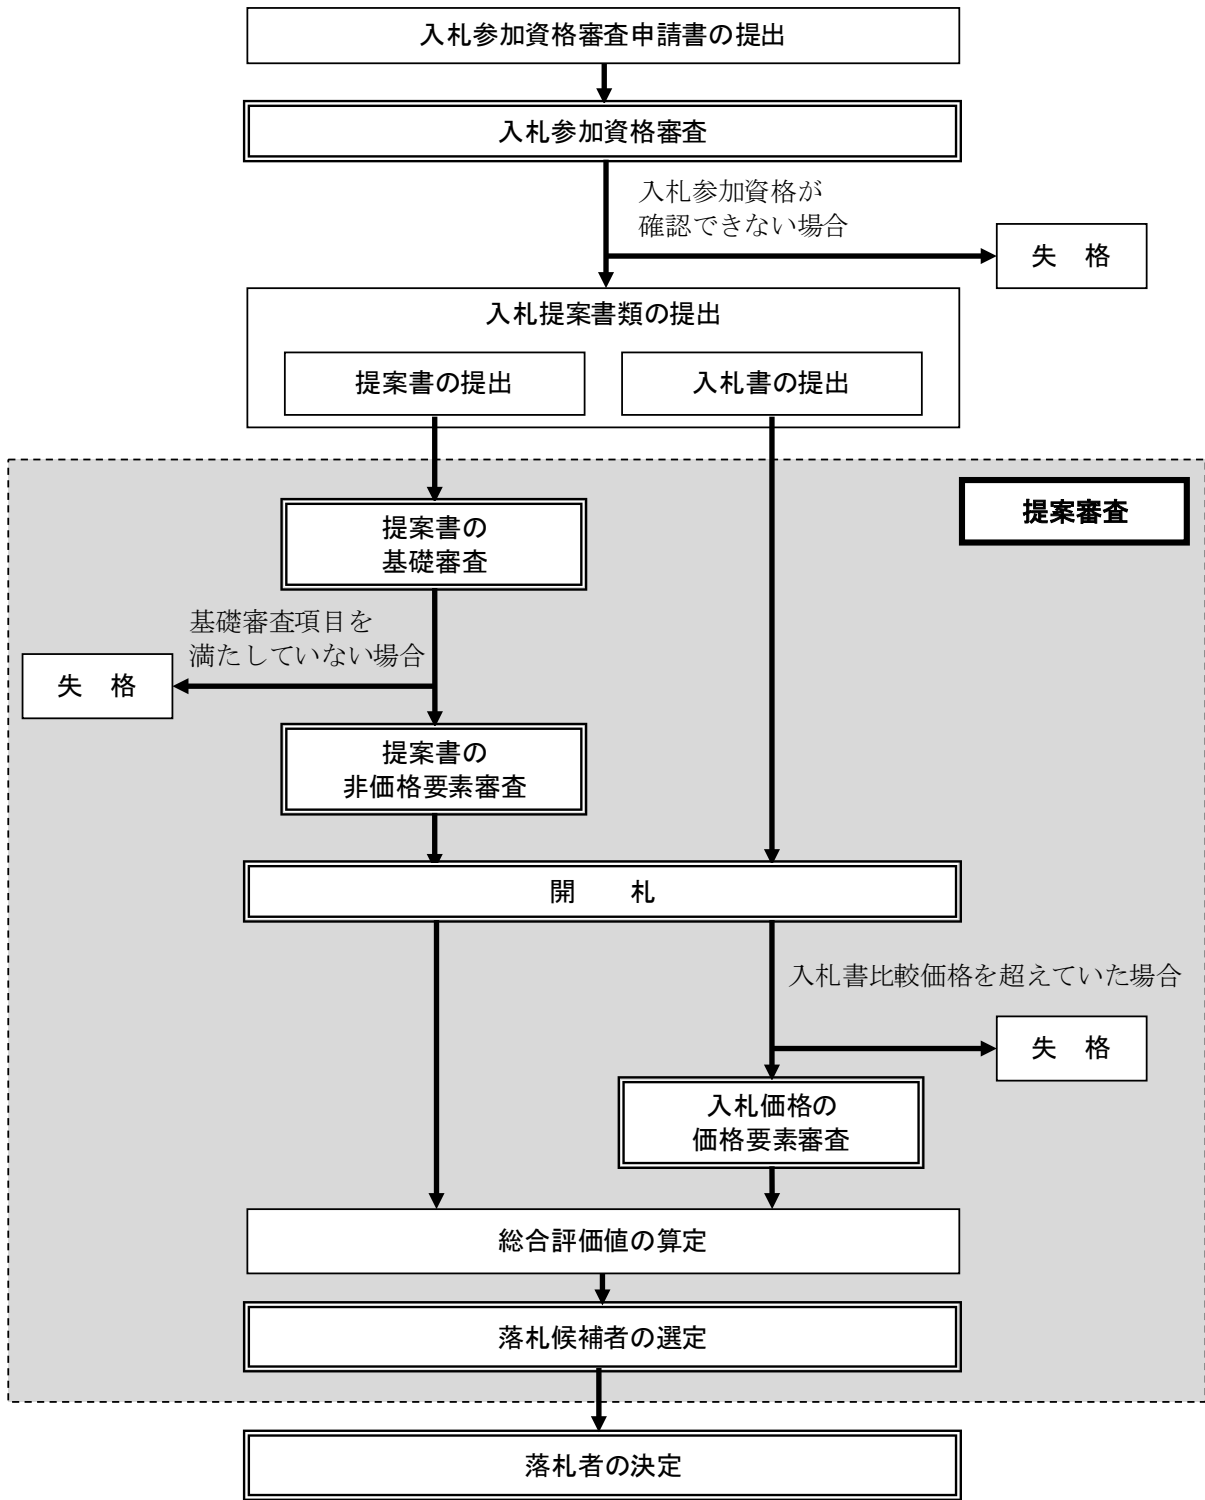 入札参加資格審査申請書の提出
入札参加資格審査
入札参加資格が
確認できない場合
失　格
入札提案書類の提出
提案書の提出
入札書の提出
提案審査
提案書の
基礎審査
基礎審査項目を
満たしていない場合
失　格
提案書の
非価格要素審査
開　　札
入札書比較価格を超えていた場合
失　格
入札価格の
価格要素審査
総合評価値の算定
落札候補者の選定
落札者の決定